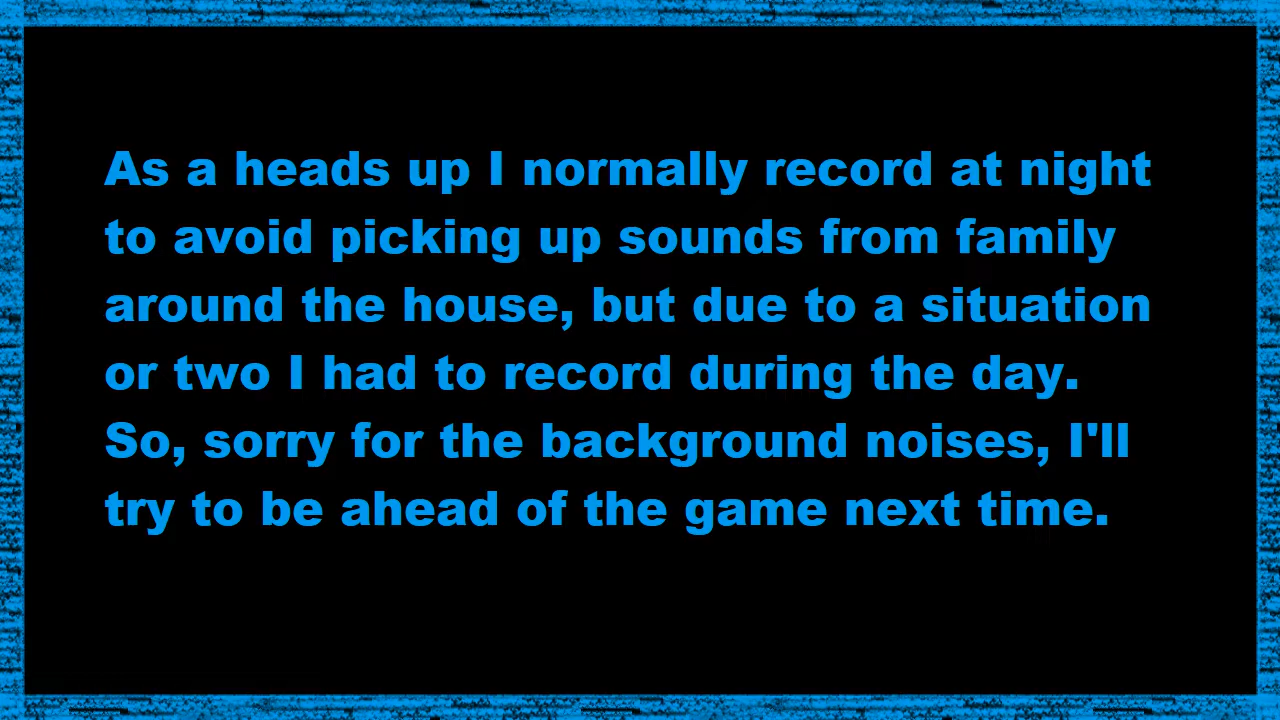 As a heads up I normally record at night
to avoid picking up sounds from family
around the house, but due to a situation
or two I had to record during the day.
So, sorry for the background noises, I'll
try to be ahead of the game next time.